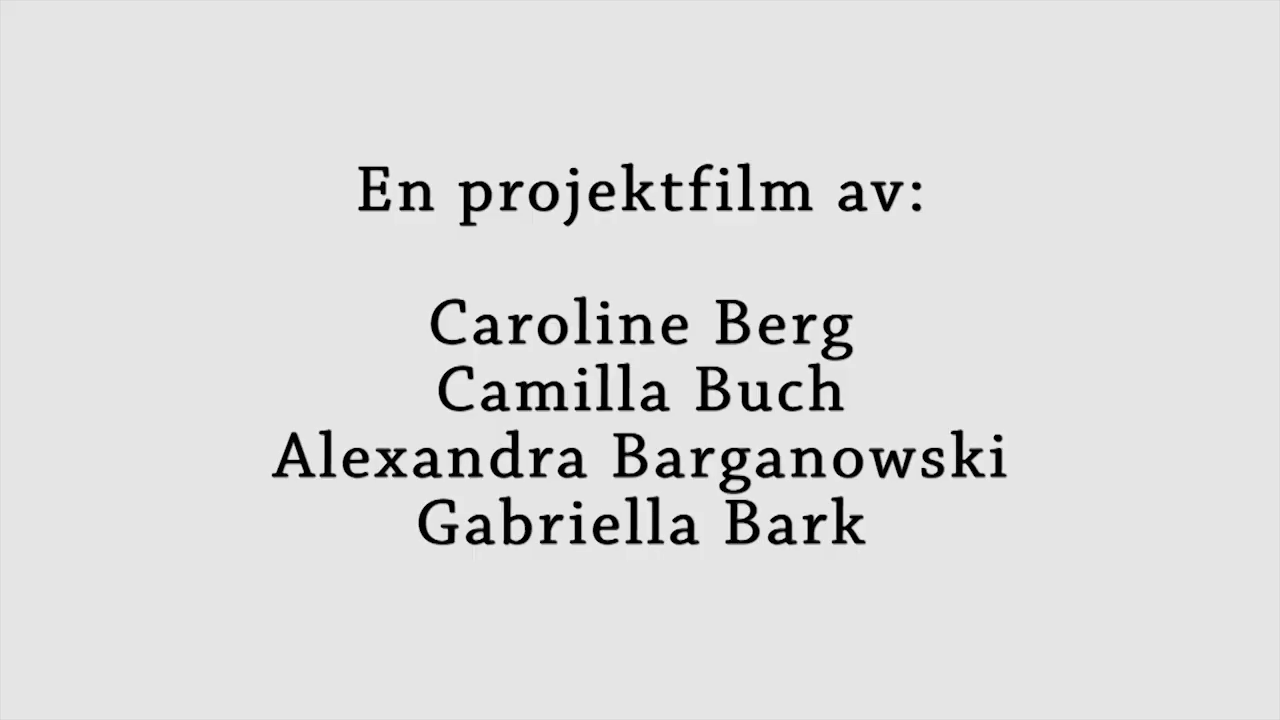 En projektfilm av:
Caroline Berg
Camilla Buch
Alexandra Barganowski
Gabriella Bark